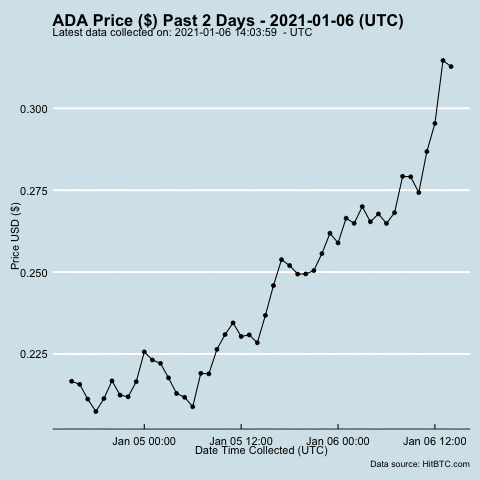 ADA Price ($) Past 2 Days - 2021-01-06 (UTC)
Latest data collected on: 2021-01-06 14:03:59 - UTC
0.300
0.275
0.250
0.225
Price USD ($)
Jan 05 00:00 Jan 05 12:00 Jan 06 00:00 Jan 06 12:00
Date Time Collected (UTC)
Data source: HitBTC.com